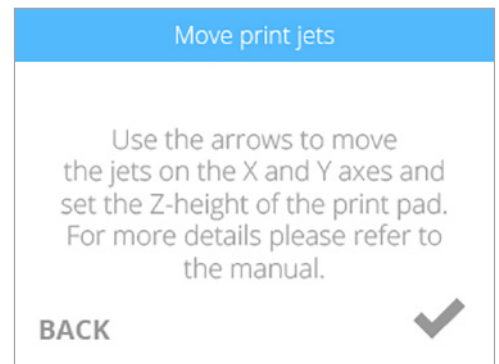 Move print jets
Use the arrows to move
the jets on the X and Y axes and
set the Z-height of the print pad.
For more details please refer to
the manual.
BACK